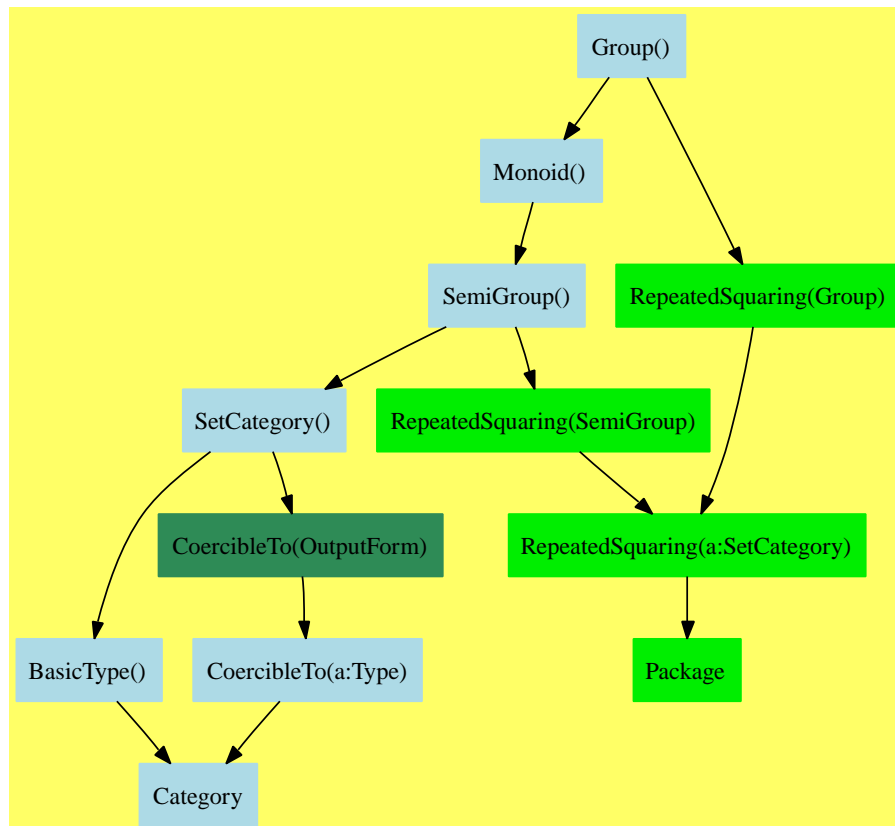 Group()
Monoid()
SemiGroup()
RepeatedSquaring(Group)
SetCategory()
RepeatedSquaring(SemiGroup)
CoercibleTo(OutputForm)
RepeatedSquaring(a:SetCategory)
BasicType()
CoercibleTo(a:Type)
Package
Category